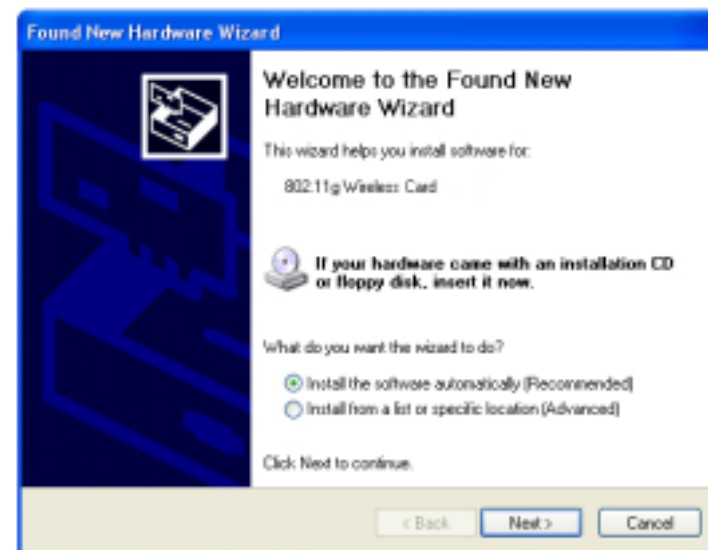 Found New Hardware Wizard
Welcome to the Found New
Hardware Wizard
This wizard helps you install software for:
802.11g Wireless Card
If your hardware came with an installation CD
or floppy disk, insert it now.
What do you want the wizard to do?
Install the software automatically (Recommended)
Install from a list or specific location (Advanced)
Click Next to continue.
< Back Next > Cancel